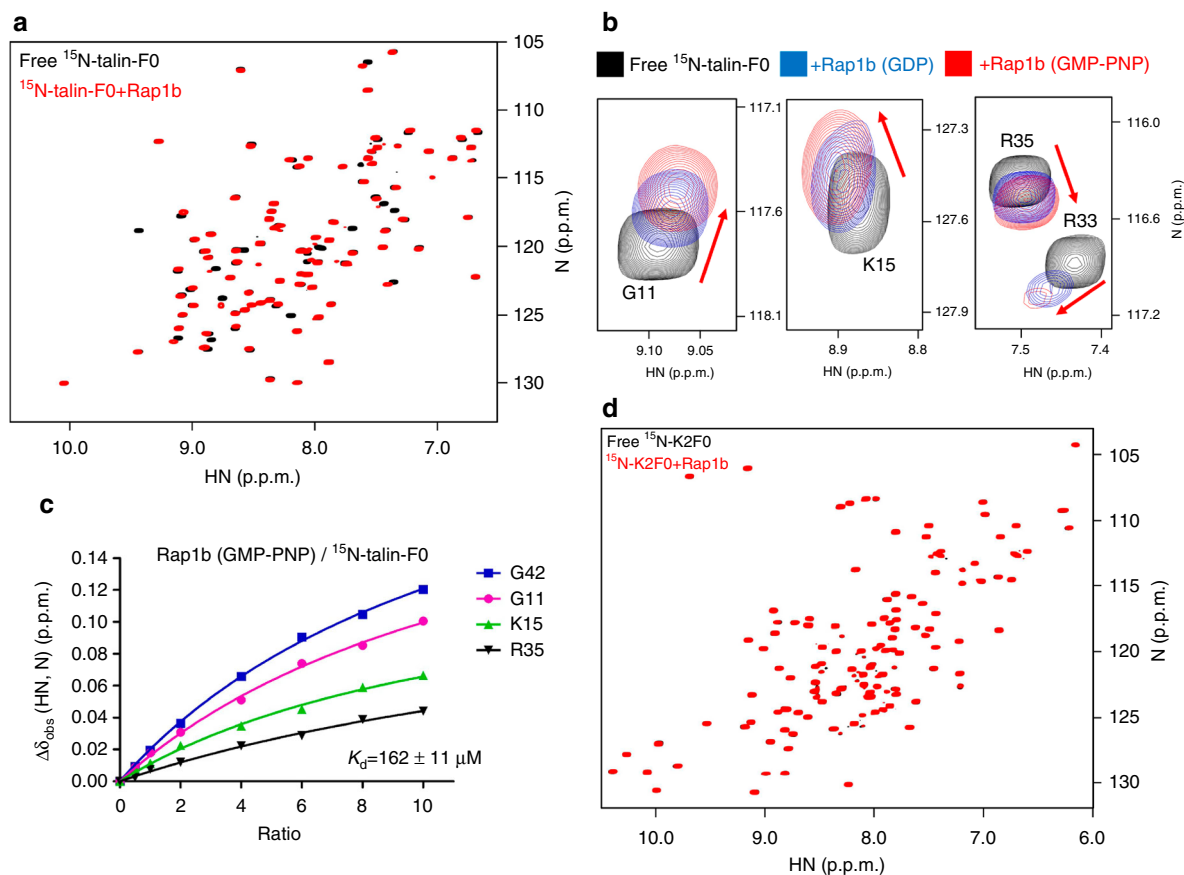 a
Free ¹⁵N-talin-F0
¹⁵N-talin-F0+Rap1b
105
110
115
120
125
130
N (p.p.m.)
10.0 9.0 8.0 7.0
HN (p.p.m.)
b
Free ¹⁵N-talin-F0 +Rap1b (GDP) +Rap1b (GMP-PNP)
G11
117.1
117.6
118.1
9.10 9.05
HN (p.p.m.)
K15
127.3
127.6
127.9
8.9 8.8
HN (p.p.m.)
R35
R33
116.0
116.6
117.2
N (p.p.m.)
7.5 7.4
HN (p.p.m.)
c
Rap1b (GMP-PNP) / ¹⁵N-talin-F0
0.14
0.12
0.10
0.08
0.06
0.04
0.02
0.00
Δδobs (HN, N) (p.p.m.)
G42
G11
K15
R35
Kd=162 ± 11 μM
0 2 4 6 8 10
Ratio
d
Free ¹⁵N-K2F0
¹⁵N-K2F0+Rap1b
105
110
115
120
125
130
N (p.p.m.)
10.0 9.0 8.0 7.0 6.0
HN (p.p.m.)